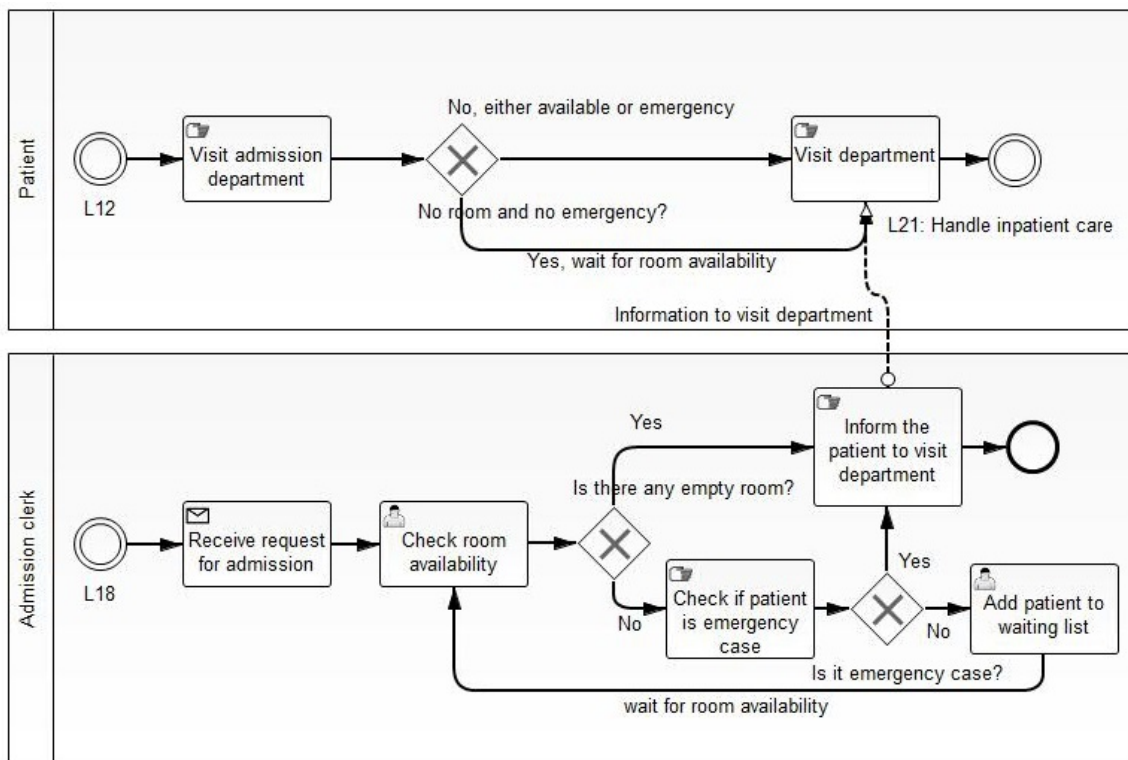 Patient
No, either available or emergency
Visit admission
department
Visit department
L12
No room and no emergency?
L21: Handle inpatient care
Yes, wait for room availability
Information to visit department
Admission clerk
Yes
Inform the
patient to visit
department
Is there any empty room?
Receive request
for admission
Check room
availability
L18
No
Check if patient
is emergency
case
Yes
No
Add patient to
waiting list
Is it emergency case?
wait for room availability